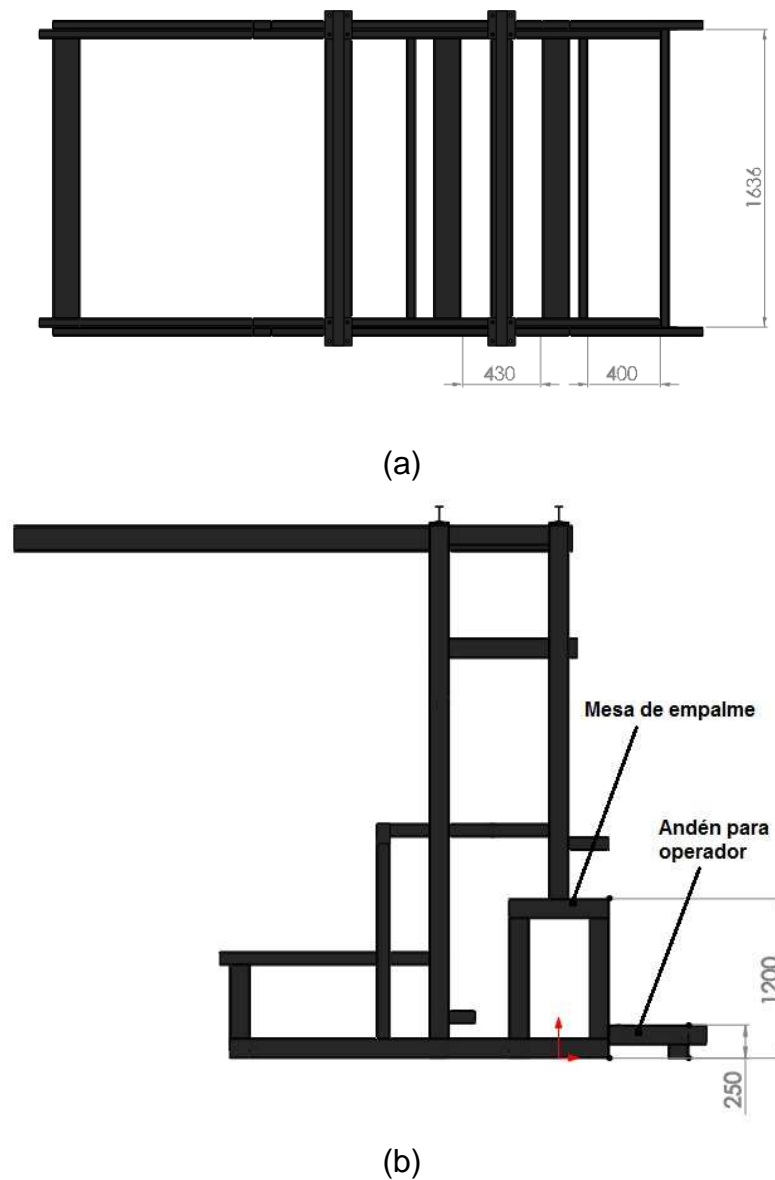 1636
430
400
(a)
Mesa de empalme
Andén para
operador
1200
250
(b)